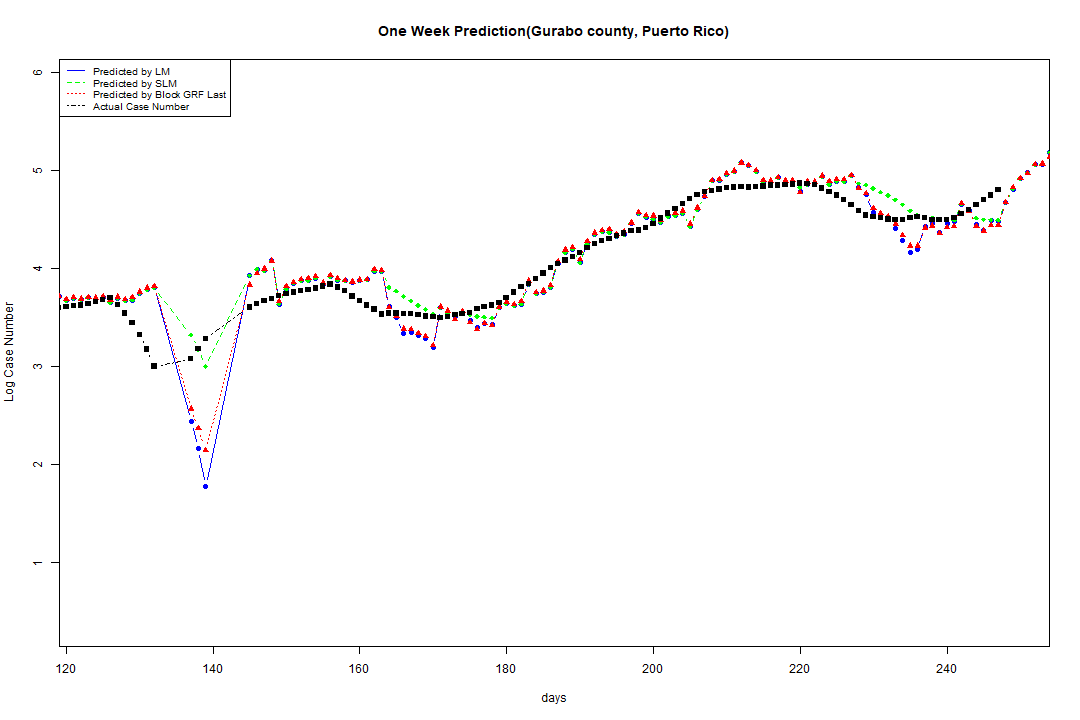 One Week Prediction(Gurabo county, Puerto Rico)
Predicted by LM
Predicted by SLM
Predicted by Block GRF Last
Actual Case Number
6
5
4
3
2
1
Log Case Number
120 140 160 180 200 220 240
days